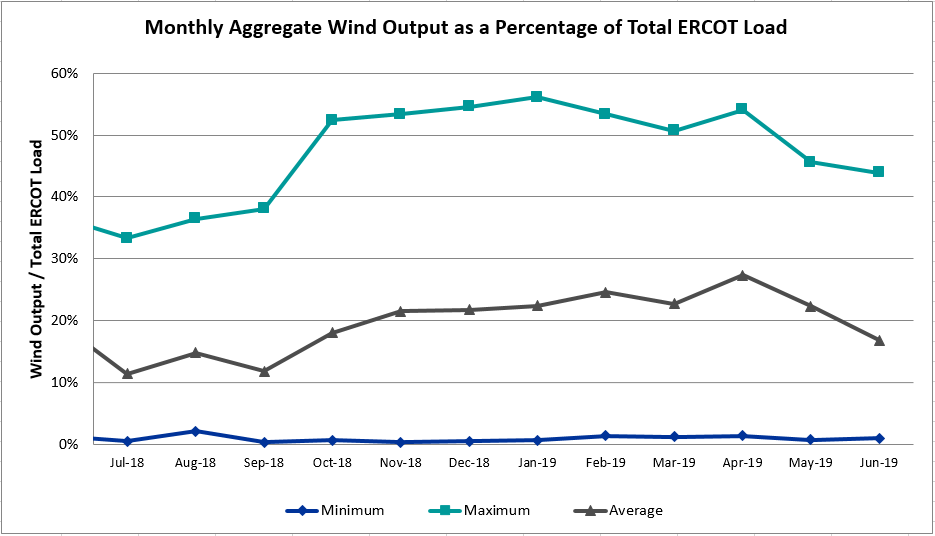 Monthly Aggregate Wind Output as a Percentage of Total ERCOT Load
Wind Output / Total ERCOT Load
60%
50%
40%
30%
20%
10%
0%
Jul-18 Aug-18 Sep-18 Oct-18 Nov-18 Dec-18 Jan-19 Feb-19 Mar-19 Apr-19 May-19 Jun-19
Minimum Maximum Average